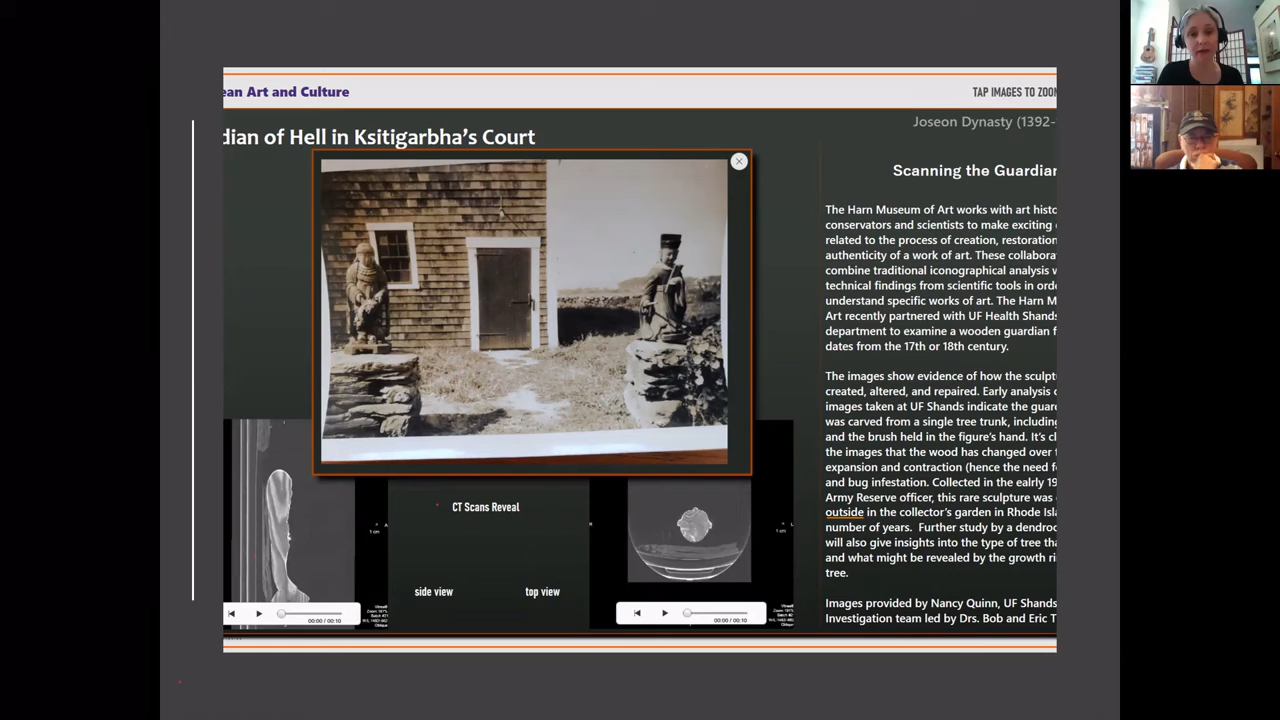 ean Art and Culture
TAP IMAGES TO ZOO
Joseon Dynasty (1392-
dian of Hell in Ksitigarbha's Court
Scanning the Guardian
The Harn Museum of Art works with art histo
conservators and scientists to make exciting
related to the process of creation, restoration
authenticity of a work of art. These collabora
combine traditional iconographical analysis w
technical findings from scientific tools in orde
understand specific works of art. The Harn M
Art recently partnered with UF Health Shands
department to examine a wooden guardian f
dates from the 17th or 18th century.
The images show evidence of how the sculpt
created, altered, and repaired. Early analysis o
images taken at UF Shands indicate the guar
was carved from a single tree trunk, including
and the brush held in the figure's hand. It's cl
the images that the wood has changed over
expansion and contraction (hence the need f
and bug infestation. Collected in the ealrly 19
Army Reserve officer, this rare sculpture was
outside in the collector's garden in Rhode Isla
number of years. Further study by a dendroc
will also give insights into the type of tree tha
and what might be revealed by the growth ri
tree.
Images provided by Nancy Quinn, UF Shands
Investigation team led by Drs. Bob and Eric T
CT Scans Reveal
side view
top view
1 cm
1 cm
00:00 / 00:10
00:00 / 00:10